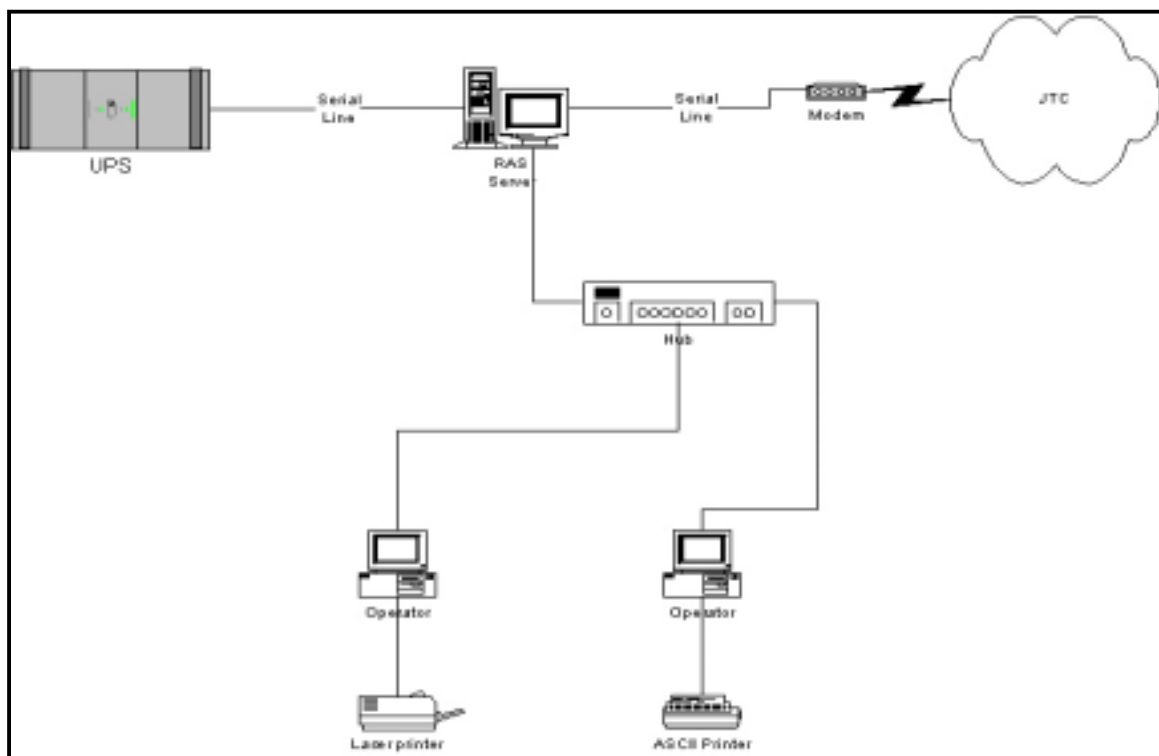 Serial
Line
Serial
Line
Modem
JTC
UPS
RAS
Server
Hub
Operator
Operator
Laser printer
ASCII Printer